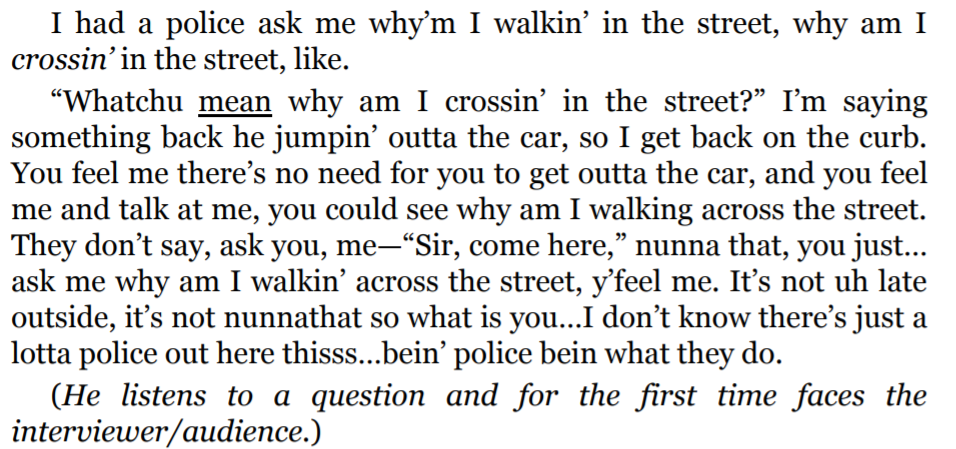 I had a police ask me why’m I walkin’ in the street, why am I
crossin’ in the street, like.
“Whatchu mean why am I crossin’ in the street?” I’m saying
something back he jumpin’ outta the car, so I get back on the curb.
You feel me there’s no need for you to get outta the car, and you feel
me and talk at me, you could see why am I walking across the street.
They don’t say, ask you, me—“Sir, come here,” nunna that, you just...
ask me why am I walkin’ across the street, y’feel me. It’s not uh late
outside, it’s not nunnathat so what is you...I don’t know there’s just a
lotta police out here thisss...bein’ police bein what they do.
(He listens to a question and for the first time faces the
interviewer/audience.)